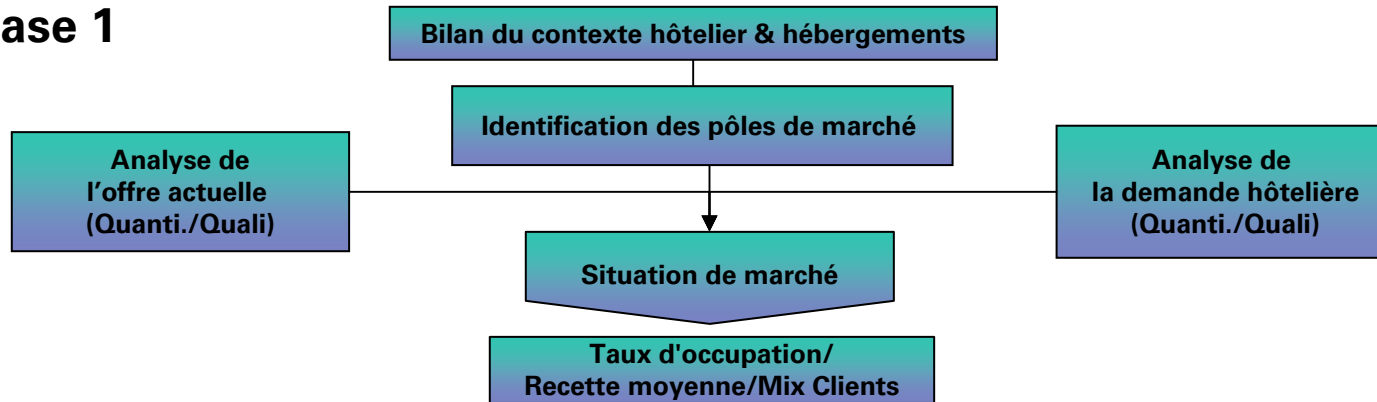 ase 1
Bilan du contexte hôtelier & hébergements
Identification des pôles de marché
Analyse de
l’offre actuelle
(Quanti./Quali)
Analyse de
la demande hôtelière
(Quanti./Quali)
Situation de marché
Taux d'occupation/
Recette moyenne/Mix Clients